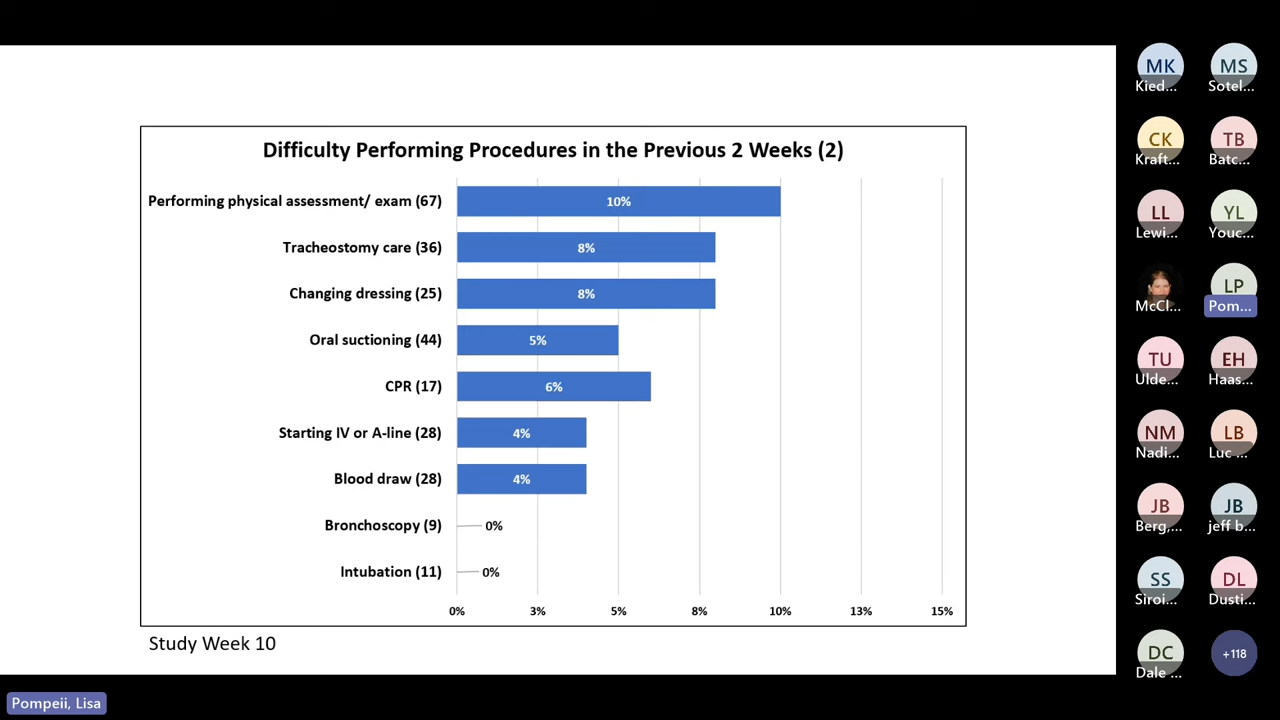 Difficulty Performing Procedures in the Previous 2 Weeks (2)
Performing physical assessment/ exam (67)
10%
Tracheostomy care (36)
8%
Changing dressing (25)
8%
Oral suctioning (44)
5%
CPR (17)
6%
Starting IV or A-line (28)
4%
Blood draw (28)
4%
Bronchoscopy (9)
0%
Intubation (11)
0%
0% 3% 5% 8% 10% 13% 15%
Study Week 10
MK MS
Kied... Sotel...
CK TB
Kraft... Batc...
LL YL
Lewi... Youc...
LP
McCl... Pom...
TU EH
Ulde... Haas...
NM LB
Nadi... Luc ...
JB JB
Berg,... jeff b...
SS DL
Siroi... Dusti...
DC +118
Dale ...
Pompeii, Lisa